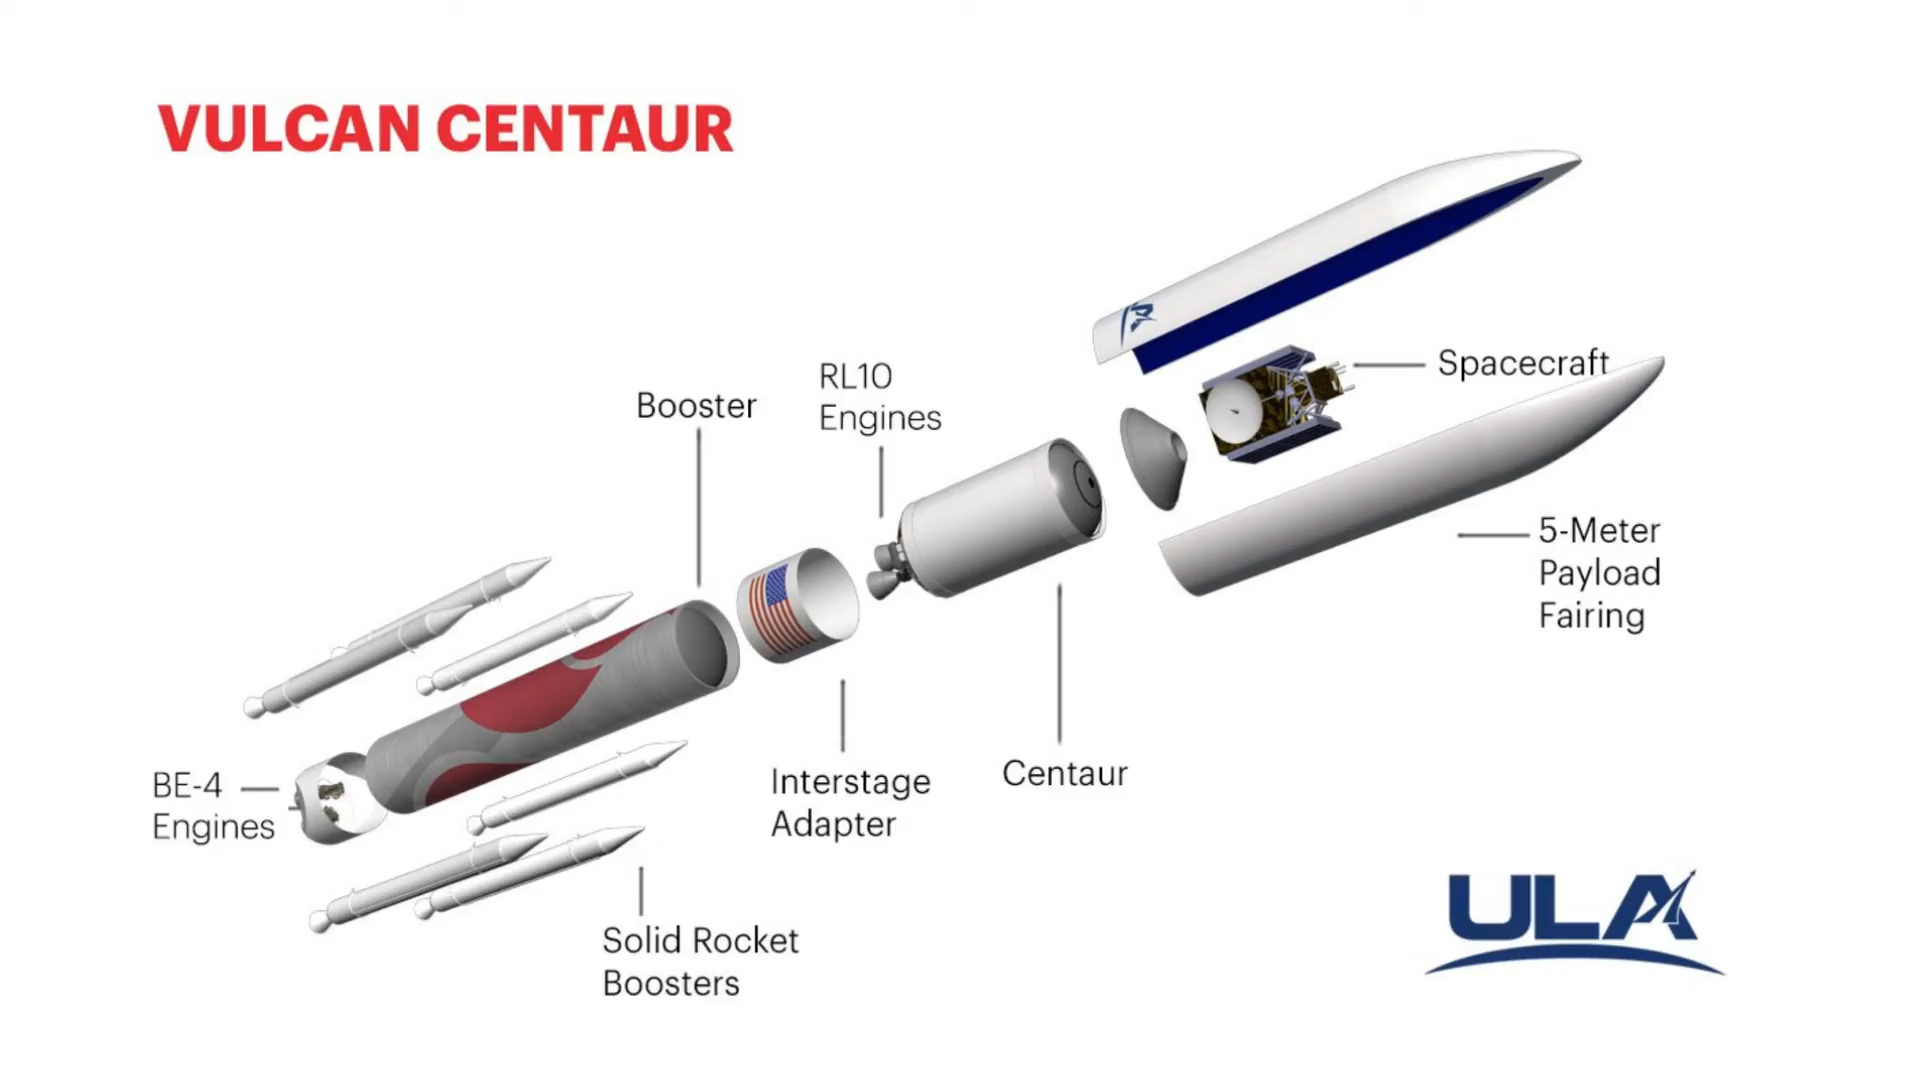 VULCAN CENTAUR
Spacecraft
RL10
Engines
Booster
5-Meter
Payload
Fairing
BE-4
Engines
Interstage
Adapter
Centaur
Solid Rocket
Boosters
ULA